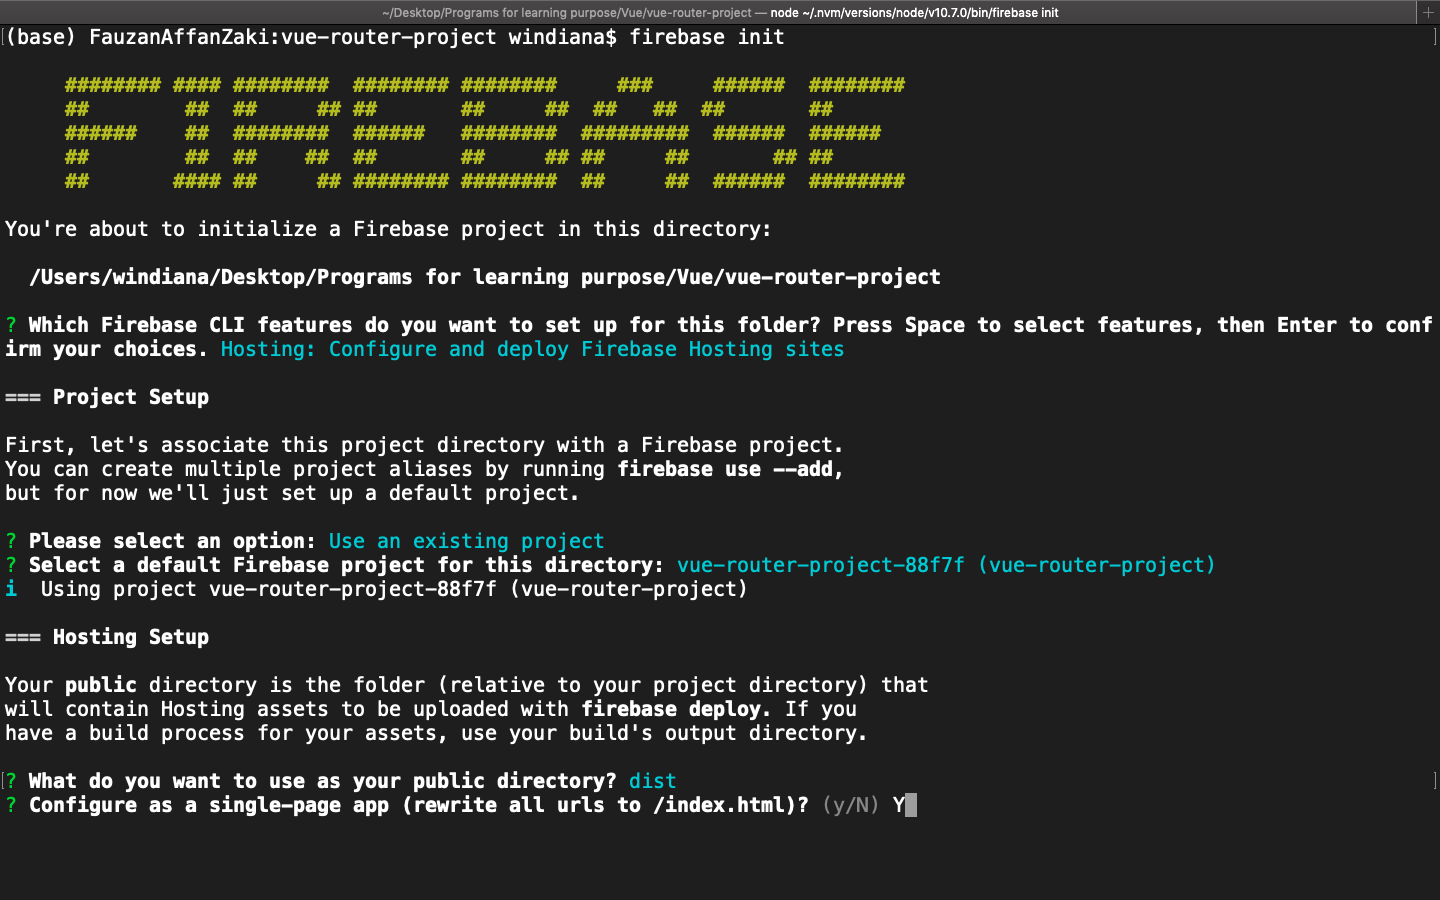 ~/Desktop/Programs for learning purpose/Vue/vue-router-project — node ~/.nvm/versions/node/v10.7.0/bin/firebase init
(base) FauzanAffanZaki:vue-router-project windiana$ firebase init
######## #### ########  ######## ########     ###     ######  ########
##        ##  ##     ## ##       ##     ##  ##   ##  ##       ##
######    ##  ########  ######   ########  #########  ######  ######
##        ##  ##    ##  ##       ##     ## ##     ##       ## ##
##       #### ##     ## ######## ########  ##     ##  ######  ########
You're about to initialize a Firebase project in this directory:
/Users/windiana/Desktop/Programs for learning purpose/Vue/vue-router-project
? Which Firebase CLI features do you want to set up for this folder? Press Space to select features, then Enter to conf
irm your choices. Hosting: Configure and deploy Firebase Hosting sites
=== Project Setup
First, let's associate this project directory with a Firebase project.
You can create multiple project aliases by running firebase use --add,
but for now we'll just set up a default project.
? Please select an option: Use an existing project
? Select a default Firebase project for this directory: vue-router-project-88f7f (vue-router-project)
i  Using project vue-router-project-88f7f (vue-router-project)
=== Hosting Setup
Your public directory is the folder (relative to your project directory) that
will contain Hosting assets to be uploaded with firebase deploy. If you
have a build process for your assets, use your build's output directory.
? What do you want to use as your public directory? dist
? Configure as a single-page app (rewrite all urls to /index.html)? (y/N) Y